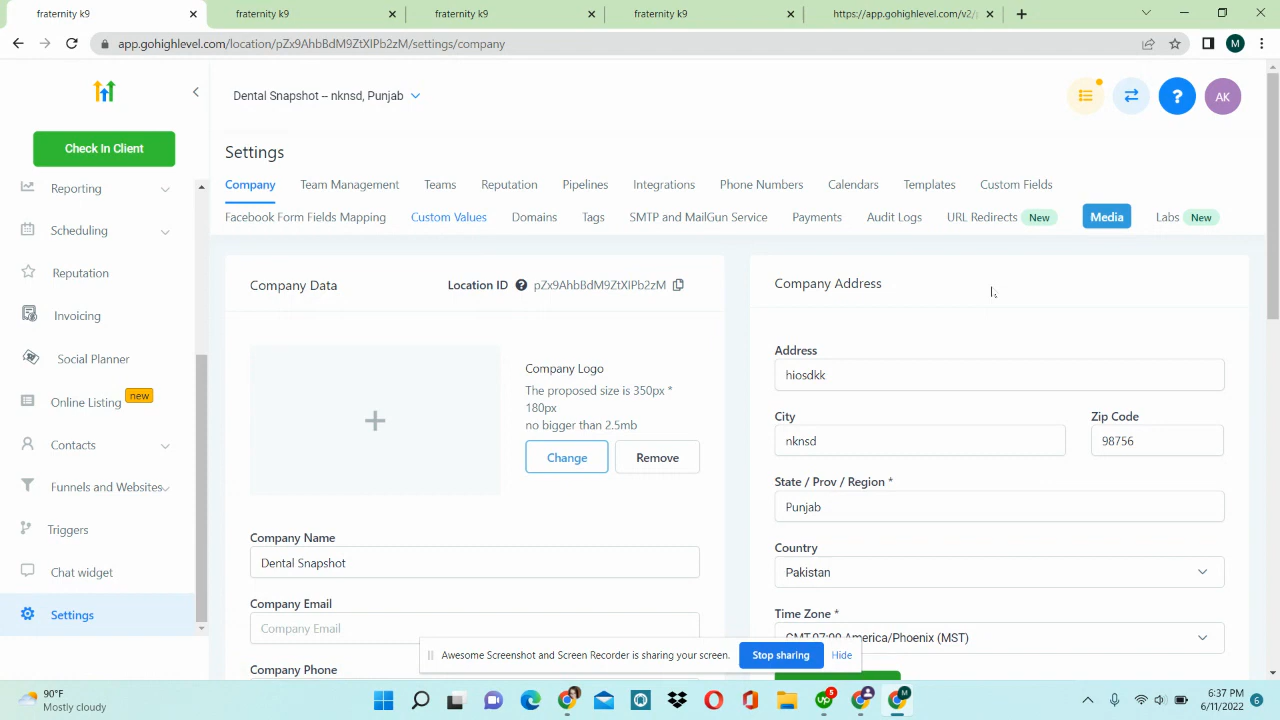 fraternity k9
fraternity k9
fraternity k9
fraternity k9
https://app.gohighlevel.com/v2/
app.gohighlevel.com/location/pZx9AhbBdM9ZtXIPb2zM/settings/company
M
Check In Client
Reporting
Scheduling
Reputation
Invoicing
Social Planner
Online Listing new
Contacts
Funnels and Websites
Triggers
Chat widget
Settings
Dental Snapshot -- nknsd, Punjab
?
AK
Settings
Company Team Management Teams Reputation Pipelines Integrations Phone Numbers Calendars Templates Custom Fields
Facebook Form Fields Mapping Custom Values Domains Tags SMTP and MailGun Service Payments Audit Logs URL Redirects New Media Labs New
Company Data
Location ID ? pZx9AhbBdM9ZtXIPb2zM
Company Logo
The proposed size is 350px *
180px
no bigger than 2.5mb
Change Remove
Company Name
Dental Snapshot
Company Email
Company Email
Company Phone
Company Address
Address
hiosdkk
City
nknsd
Zip Code
98756
State / Prov / Region *
Punjab
Country
Pakistan
Time Zone *
GMT-07:00 America/Phoenix (MST)
Awesome Screenshot and Screen Recorder is sharing your screen. Stop sharing Hide
90°F
Mostly cloudy
5
M
6:37 PM
6/11/2022
6